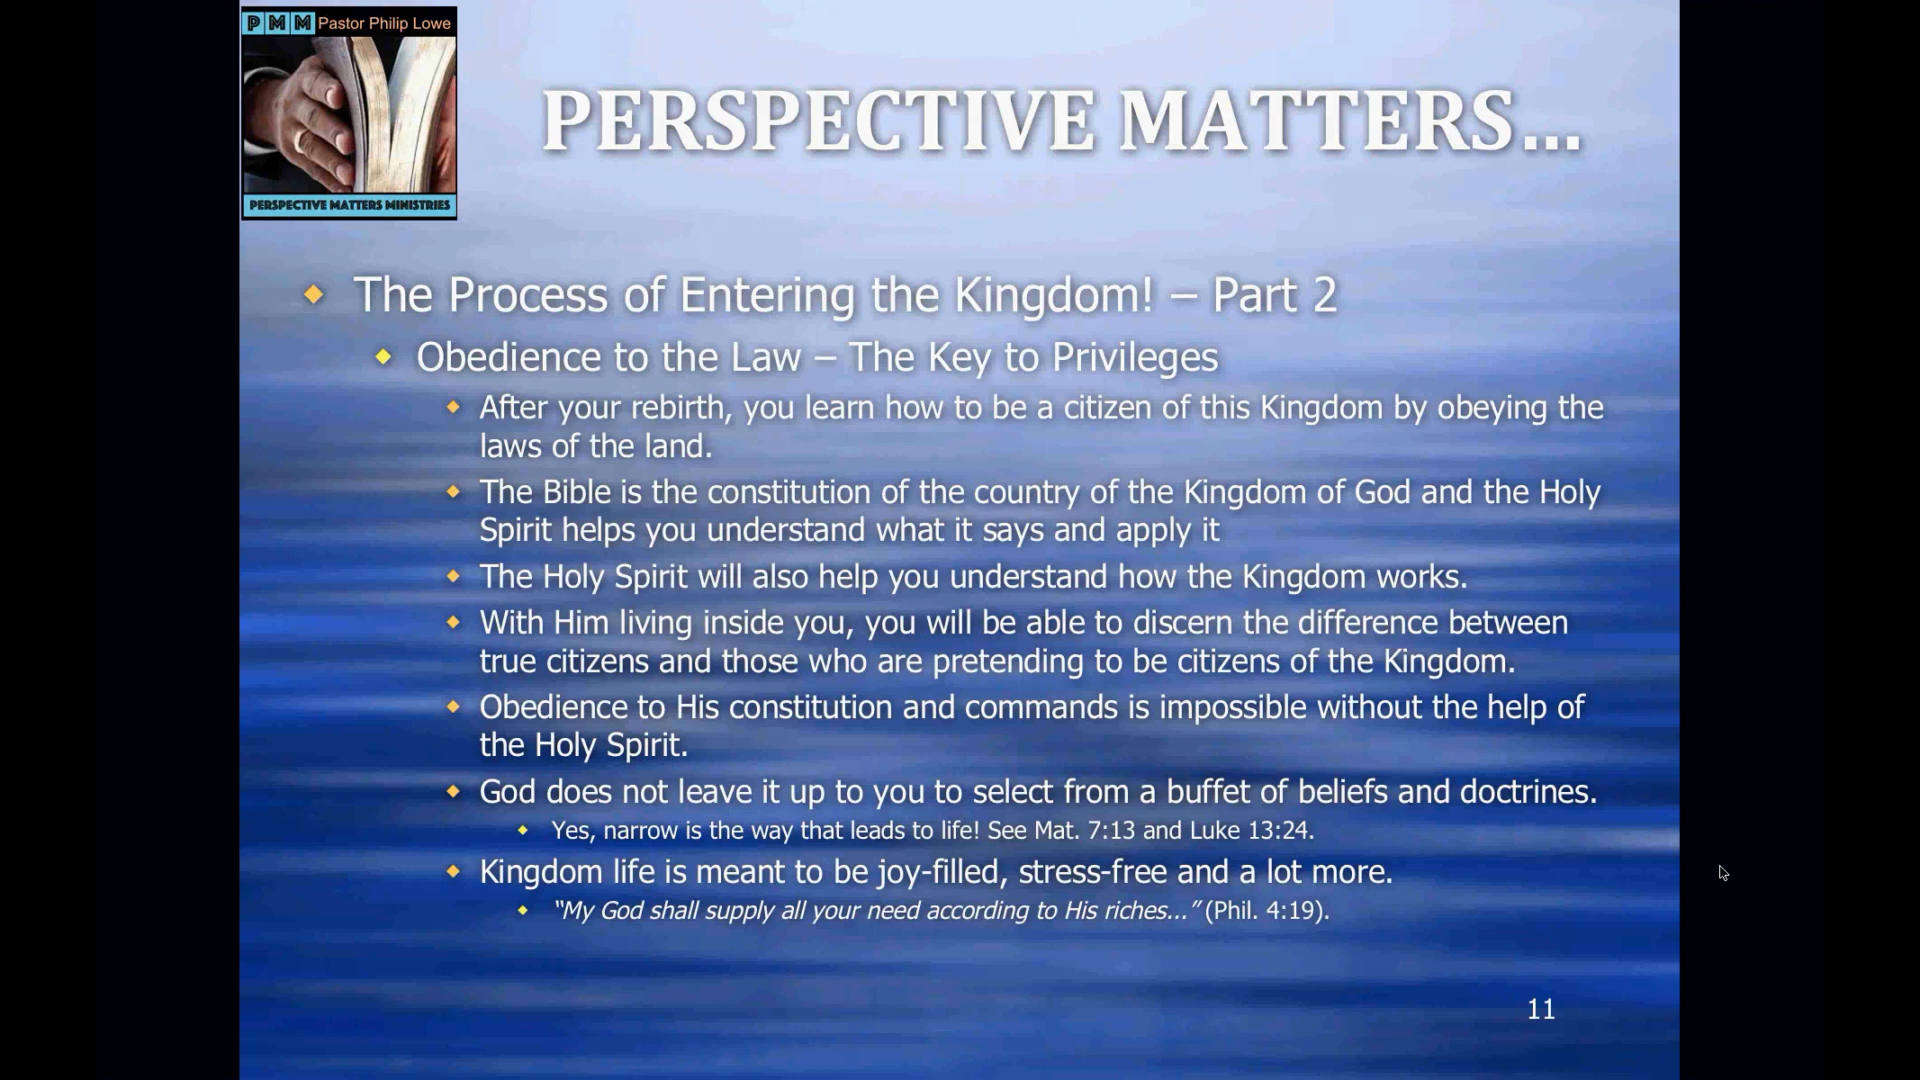 PMM Pastor Philip Lowe
PERSPECTIVE MATTERS MINISTRIES
PERSPECTIVE MATTERS...
The Process of Entering the Kingdom! – Part 2
Obedience to the Law – The Key to Privileges
After your rebirth, you learn how to be a citizen of this Kingdom by obeying the
laws of the land.
The Bible is the constitution of the country of the Kingdom of God and the Holy
Spirit helps you understand what it says and apply it
The Holy Spirit will also help you understand how the Kingdom works.
With Him living inside you, you will be able to discern the difference between
true citizens and those who are pretending to be citizens of the Kingdom.
Obedience to His constitution and commands is impossible without the help of
the Holy Spirit.
God does not leave it up to you to select from a buffet of beliefs and doctrines.
Yes, narrow is the way that leads to life! See Mat. 7:13 and Luke 13:24.
Kingdom life is meant to be joy-filled, stress-free and a lot more.
“My God shall supply all your need according to His riches...” (Phil. 4:19).
11